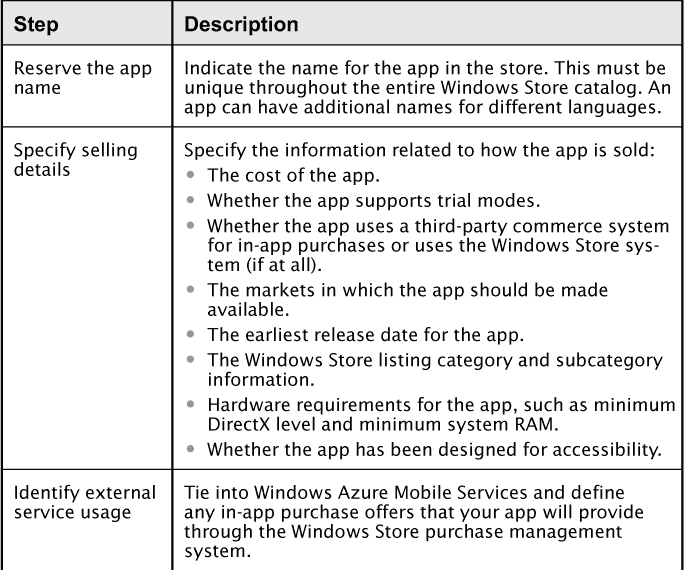 Step Description
Reserve the app
name
Indicate the name for the app in the store. This must be
unique throughout the entire Windows Store catalog. An
app can have additional names for different languages.
Specify selling
details
Specify the information related to how the app is sold:
• The cost of the app.
• Whether the app supports trial modes.
• Whether the app uses a third-party commerce system
for in-app purchases or uses the Windows Store sys-
tem (if at all).
• The markets in which the app should be made
available.
• The earliest release date for the app.
• The Windows Store listing category and subcategory
information.
• Hardware requirements for the app, such as minimum
DirectX level and minimum system RAM.
• Whether the app has been designed for accessibility.
Identify external
service usage
Tie into Windows Azure Mobile Services and define
any in-app purchase offers that your app will provide
through the Windows Store purchase management
system.